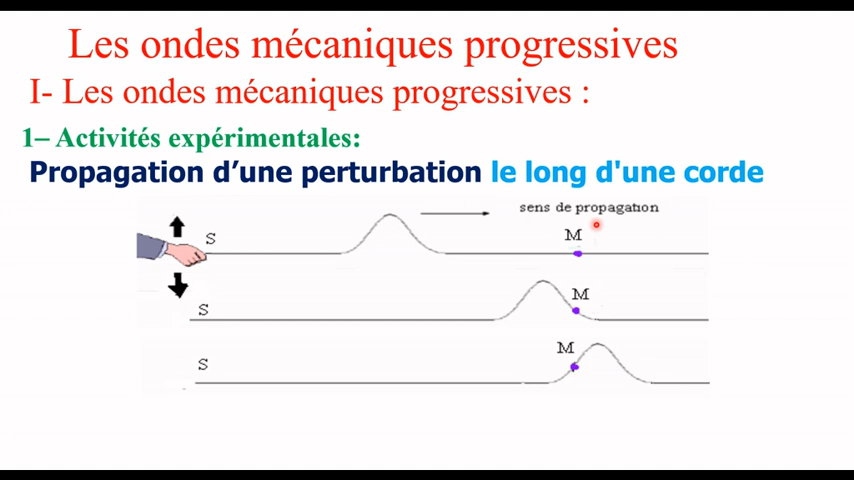 Les ondes mécaniques progressives
I- Les ondes mécaniques progressives :
1– Activités expérimentales:
Propagation d’une perturbation le long d'une corde
sens de propagation
S
M
M
S
M
S